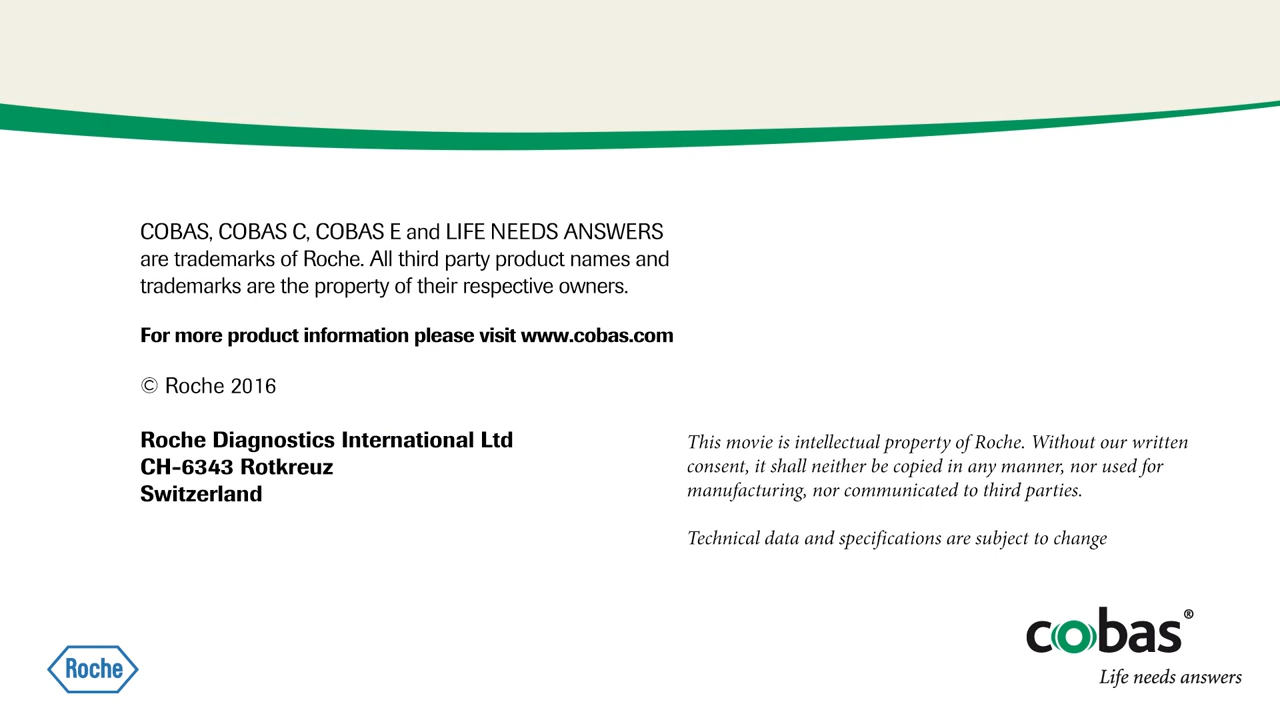 COBAS, COBAS C, COBAS E and LIFE NEEDS ANSWERS
are trademarks of Roche. All third party product names and
trademarks are the property of their respective owners.
For more product information please visit www.cobas.com
© Roche 2016
Roche Diagnostics International Ltd
CH-6343 Rotkreuz
Switzerland
This movie is intellectual property of Roche. Without our written
consent, it shall neither be copied in any manner, nor used for
manufacturing, nor communicated to third parties.
Technical data and specifications are subject to change
cobas®
Life needs answers
Roche